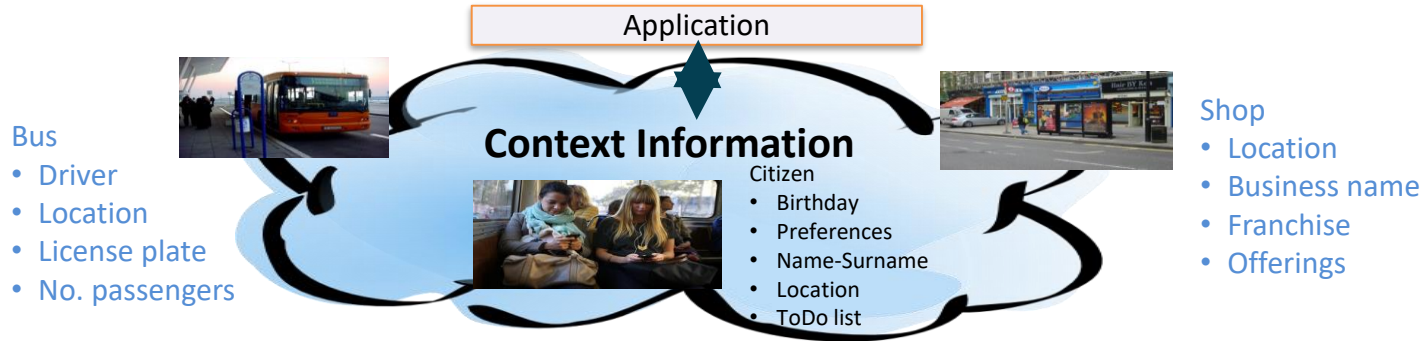 Application
Context Information
Bus
• Driver
• Location
• License plate
• No. passengers
Citizen
• Birthday
• Preferences
• Name-Surname
• Location
• ToDo list
Shop
• Location
• Business name
• Franchise
• Offerings